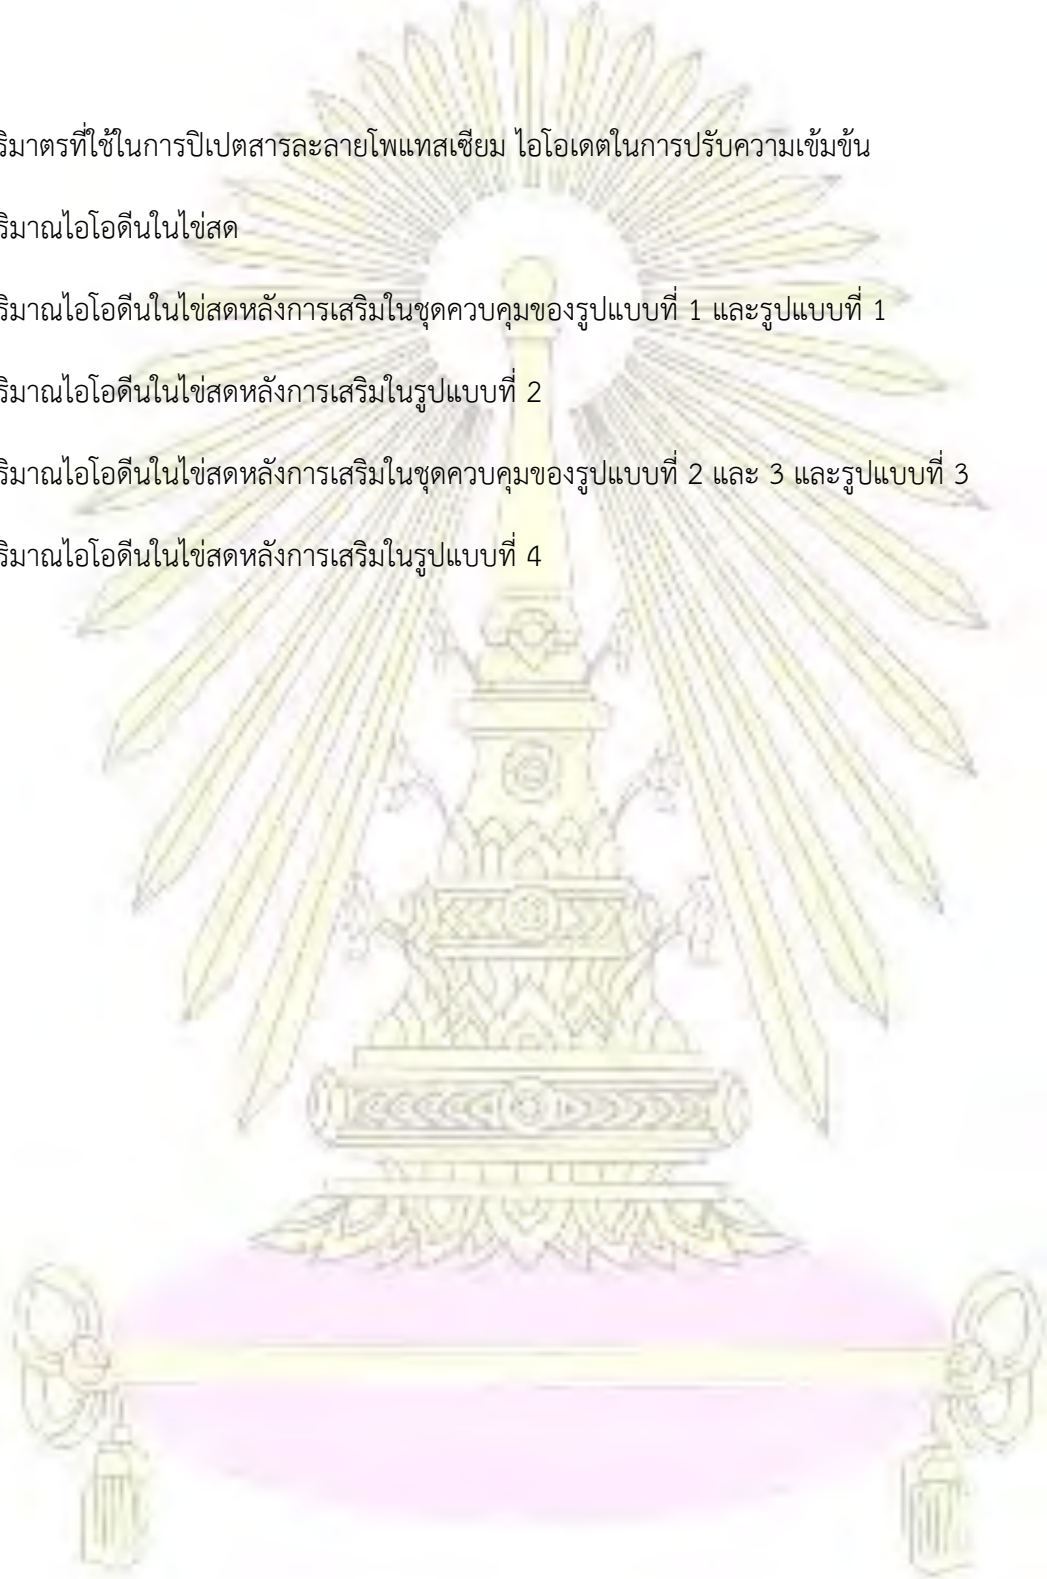 ริมาตรที่ใช้ในการปิเปตสารละลายโพแทสเซียม ไอโอเดตในการปรับความเข้มข้น
ริมาณไอโอดีนในไข่สด
ริมาณไอโอดีนในไข่สดหลังการเสริมในชุดควบคุมของรูปแบบที่ 1 และรูปแบบที่ 1
ริมาณไอโอดีนในไข่สดหลังการเสริมในรูปแบบที่ 2
ริมาณไอโอดีนในไข่สดหลังการเสริมในชุดควบคุมของรูปแบบที่ 2 และ 3 และรูปแบบที่ 3
ริมาณไอโอดีนในไข่สดหลังการเสริมในรูปแบบที่ 4